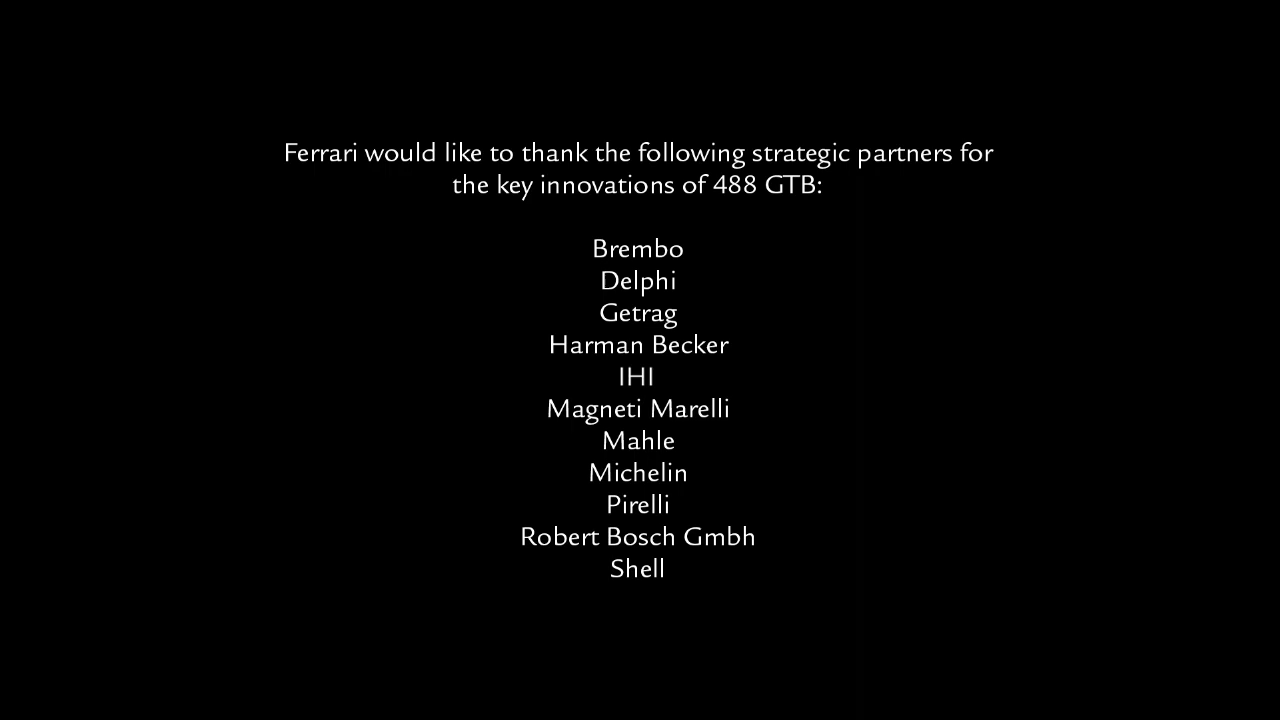 Ferrari would like to thank the following strategic partners for
the key innovations of 488 GTB:
Brembo
Delphi
Getrag
Harman Becker
IHI
Magneti Marelli
Mahle
Michelin
Pirelli
Robert Bosch Gmbh
Shell